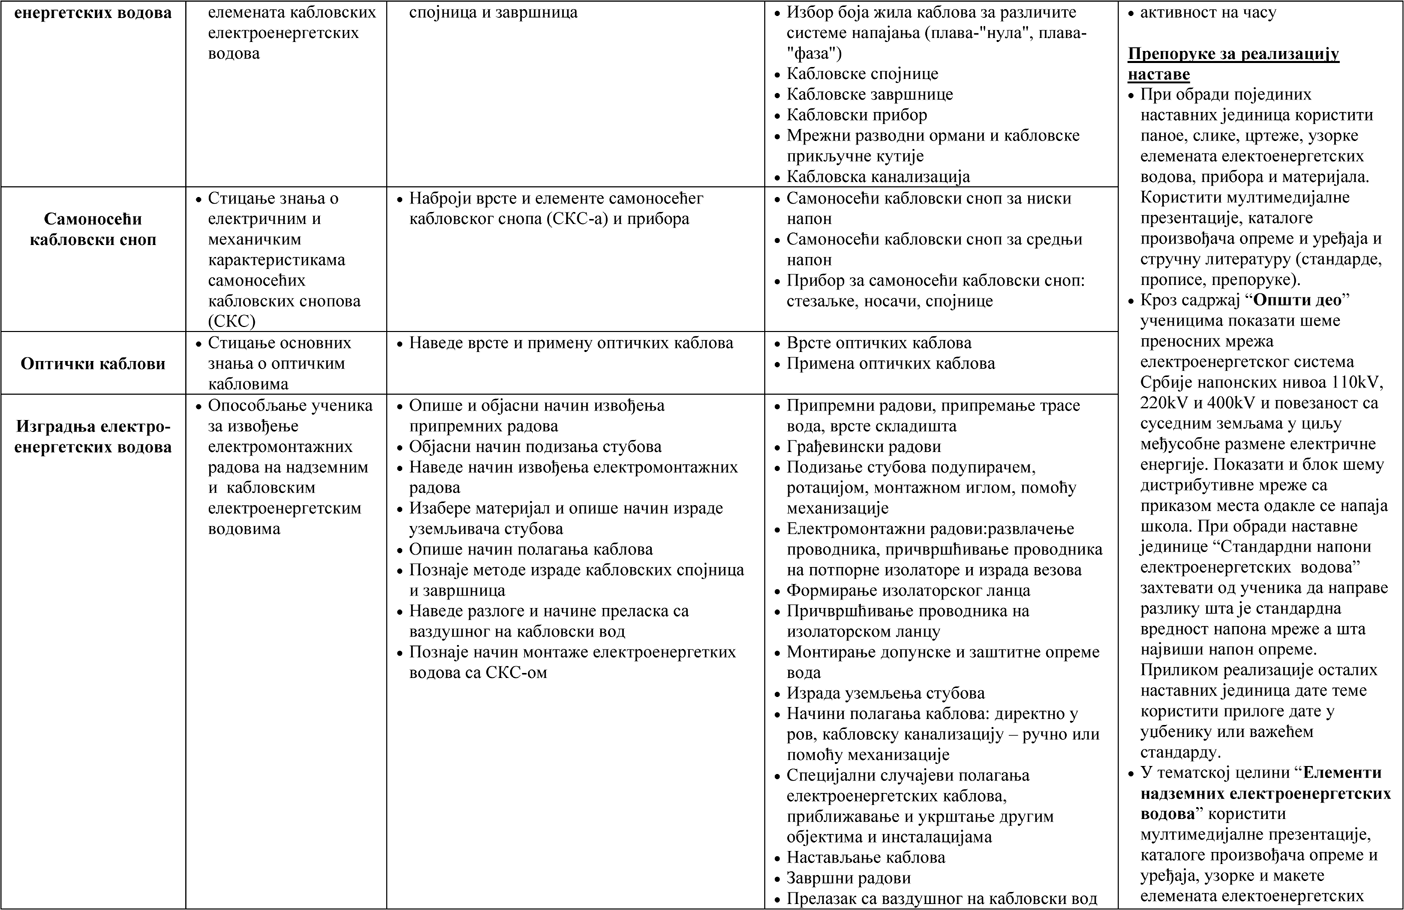 енергетских водова
елемената кабловских
електроенергетских
водова
спојница и завршница
• Избор боја жила каблова за различите
системе напајања (плава-"нула", плава-
"фаза")
• Кабловске спојнице
• Кабловске завршнице
• Кабловски прибор
• Мрежни разводни ормани и кабловске
прикључне кутије
• Кабловска канализација
Самоносећи
кабловски сноп
• Стицање знања о
електричним и
механичким
карактеристикама
самоносећих
кабловских снопова
(СКС)
• Наброји врсте и елементе самоносећег
кабловског снопа (СКС-а) и прибора
• Самоносећи кабловски сноп за ниски
напон
• Самоносећи кабловски сноп за средњи
напон
• Прибор за самоносећи кабловски сноп:
стезаљке, носачи, спојнице
Оптички каблови
• Стицање основних
знања о оптичким
кабловима
• Наведе врсте и примену оптичких каблова
• Врсте оптичких каблова
• Примена оптичких каблова
Изградња електро-
енергетских водова
• Опособљање ученика
за извођење
електромонтажних
радова на надземним
и кабловским
електроенергетским
водовима
• Опише и објасни начин извођења
припремних радова
• Објасни начин подизања стубова
• Наведе начин извођења електромонтажних
радова
• Изабере материјал и опише начин израде
уземљивача стубова
• Опише начин полагања каблова
• Познаје методе израде кабловских спојница
и завршница
• Наведе разлоге и начине преласка са
ваздушног на кабловски вод
• Познаје начин монтаже електроенергетких
водова са СКС-ом
• Припремни радови, припремање трасе
вода, врсте складишта
• Грађевински радови
• Подизање стубова подупирачем,
ротацијом, монтажном иглом, помоћу
механизације
• Електромонтажни радови:развлачење
проводника, причвршћивање проводника
на потпорне изолаторе и израда везова
• Формирање изолаторског ланца
• Причвршћивање проводника на
изолаторском ланцу
• Монтирање допунске и заштитне опреме
вода
• Израда уземљења стубова
• Начини полагања каблова: директно у
ров, кабловску канализацију – ручно или
помоћу механизације
• Специјални случајеви полагања
електроенергетских каблова,
приближавање и укрштање другим
објектима и инсталацијама
• Настављање каблова
• Завршни радови
• Прелазак са ваздушног на кабловски вод
• активност на часу
Препоруке за реализацију
наставе
• При обради појединих
наставних јединица користити
паное, слике, цртеже, узорке
елемената електоенергетских
водова, прибора и материјала.
Користити мултимедијалне
презентације, каталоге
произвођача опреме и уређаја и
стручну литературу (стандарде,
прописе, препоруке).
• Кроз садржај “Општи део”
ученицима показати шеме
преносних мрежа
електроенергетског система
Србије напонских нивоа 110kV,
220kV и 400kV и повезаност са
суседним земљама у циљу
међусобне размене електричне
енергије. Показати и блок шему
дистрибутивне мреже са
приказом места одакле се напаја
школа. При обради наставне
јединице “Стандардни напони
електроенергетских водова”
захтевати од ученика да направе
разлику шта је стандардна
вредност напона мреже а шта
највиши напон опреме.
Приликом реализације осталих
наставних јединица дате теме
користити прилоге дате у
уџбенику или важећем
стандарду.
• У тематској целини “Елементи
надземних електроенергетских
водова” користити
мултимедијалне презентације,
каталоге произвођача опреме и
уређаја, узорке и макете
елемената електоенергетских